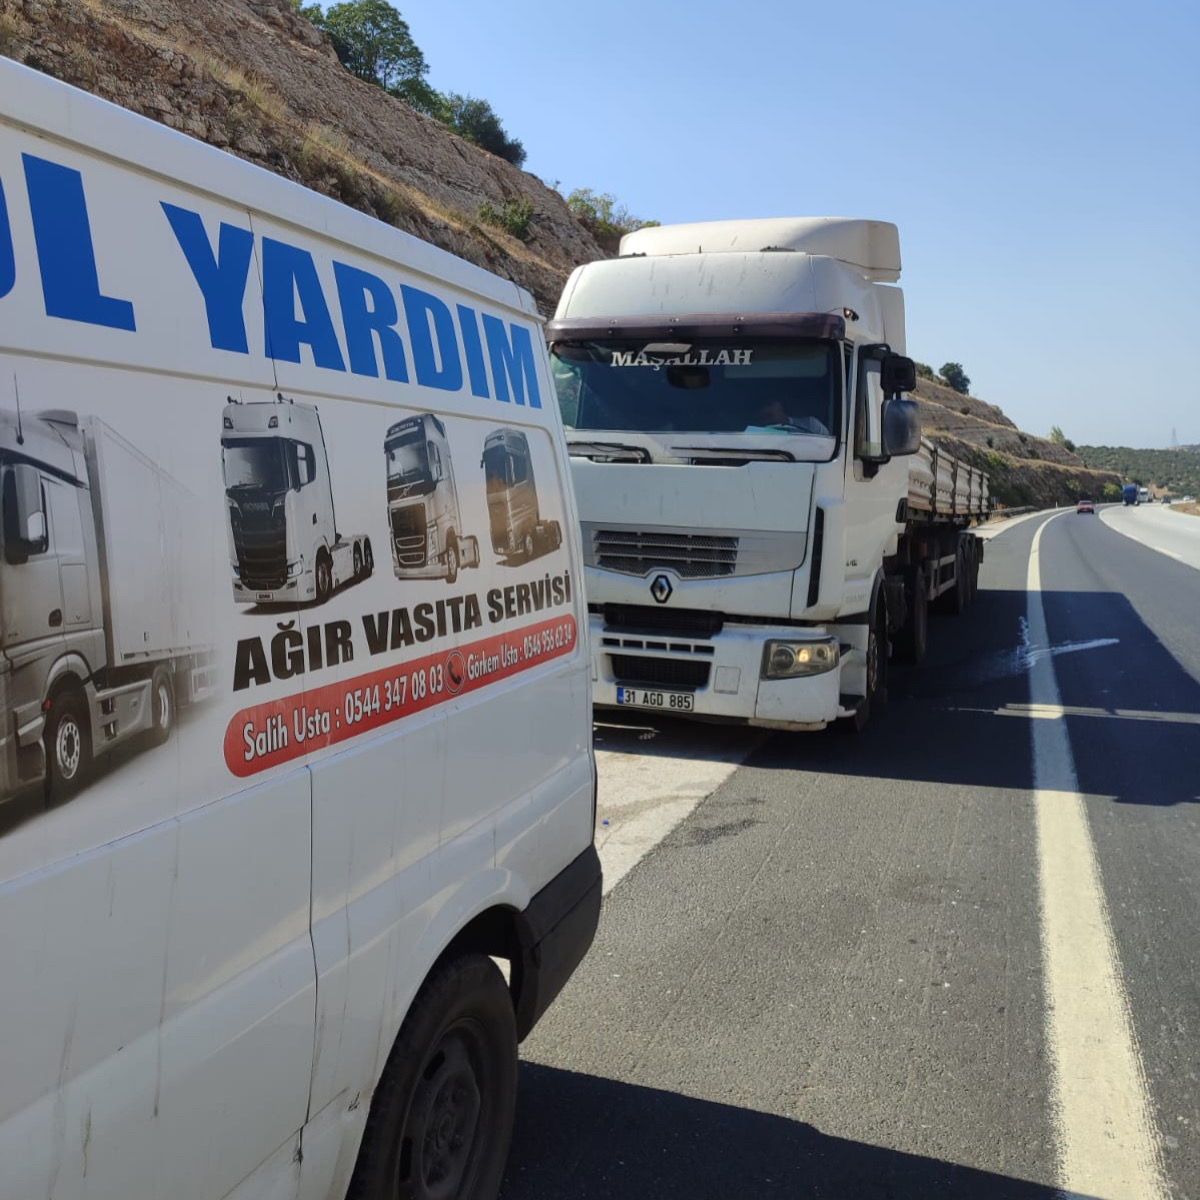 YARDIM
AĞIR VASITA SERVİSİ
Salih Usta : 0544 347 08 03 Görkem Usta : 0546 956 62 34
MAŞALLAH
31 AGD 885